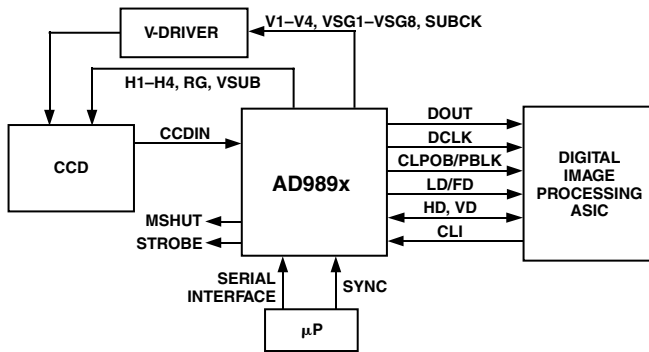 V1–V4, VSG1–VSG8, SUBCK
V-DRIVER
H1–H4, RG, VSUB
CCD
CCDIN
AD989x
DOUT
DCLK
CLPOB/PBLK
LD/FD
HD, VD
CLI
DIGITAL
IMAGE
PROCESSING
ASIC
MSHUT
STROBE
SERIAL
INTERFACE
SYNC
μP